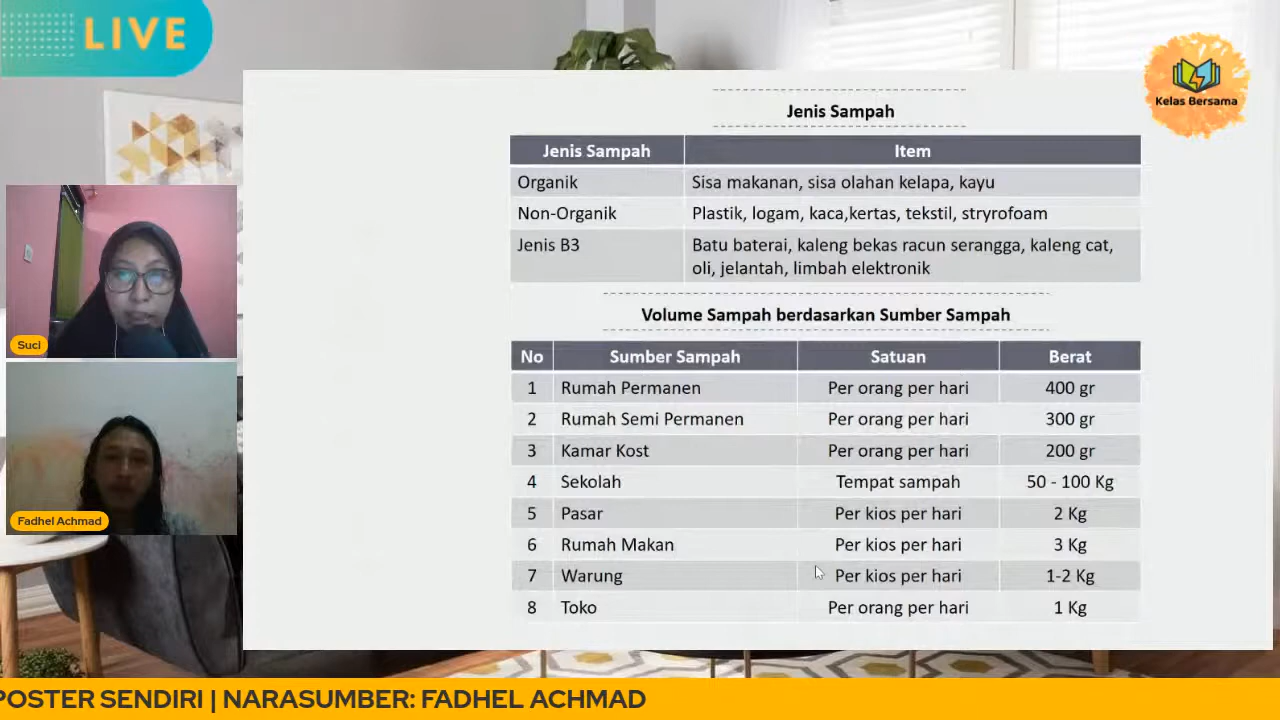 LIVE
Kelas Bersama
Jenis Sampah
Jenis Sampah Item
Organik Sisa makanan, sisa olahan kelapa, kayu
Non-Organik Plastik, logam, kaca,kertas, tekstil, stryrofoam
Jenis B3 Batu baterai, kaleng bekas racun serangga, kaleng cat,
oli, jelantah, limbah elektronik
Volume Sampah berdasarkan Sumber Sampah
No Sumber Sampah Satuan Berat
1 Rumah Permanen Per orang per hari 400 gr
2 Rumah Semi Permanen Per orang per hari 300 gr
3 Kamar Kost Per orang per hari 200 gr
4 Sekolah Tempat sampah 50 - 100 Kg
5 Pasar Per kios per hari 2 Kg
6 Rumah Makan Per kios per hari 3 Kg
7 Warung Per kios per hari 1-2 Kg
8 Toko Per orang per hari 1 Kg
Suci
Fadhel Achmad
POSTER SENDIRI | NARASUMBER: FADHEL ACHMAD